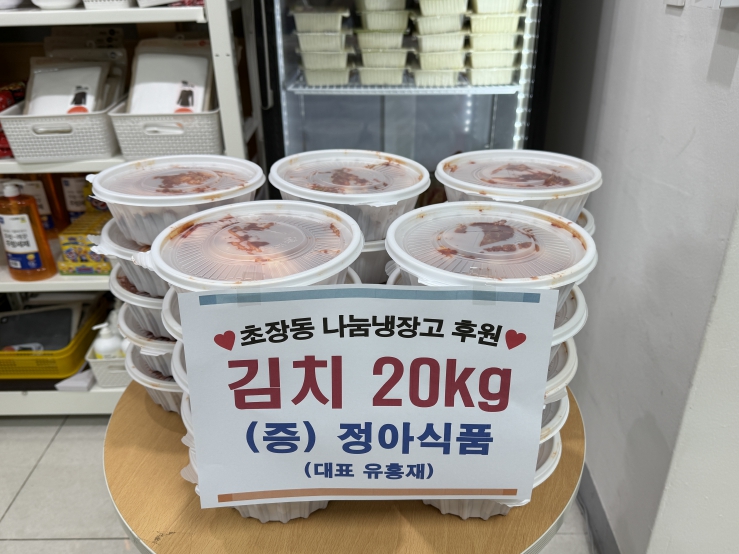 초장동 나눔냉장고 후원
김치 20kg
(증) 정아식품
(대표 유홍재)